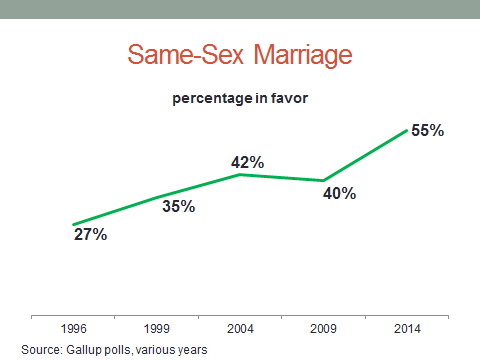 Same-Sex Marriage
percentage in favor
55%
42%
40%
35%
27%
1996 1999 2004 2009 2014
Source: Gallup polls, various years